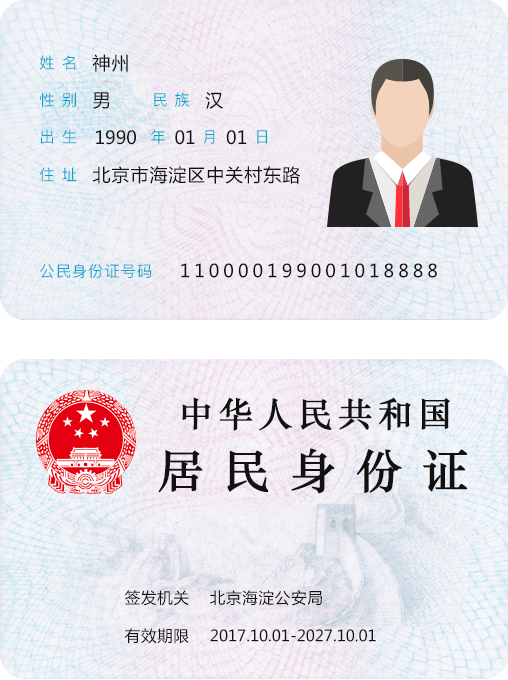 姓名 神州
性别 男 民族 汉
出生 1990 年 01 月 01 日
住址 北京市海淀区中关村东路
公民身份证号码 110000199001018888
中华人民共和国
居民身份证
签发机关 北京海淀公安局
有效期限 2017.10.01-2027.10.01